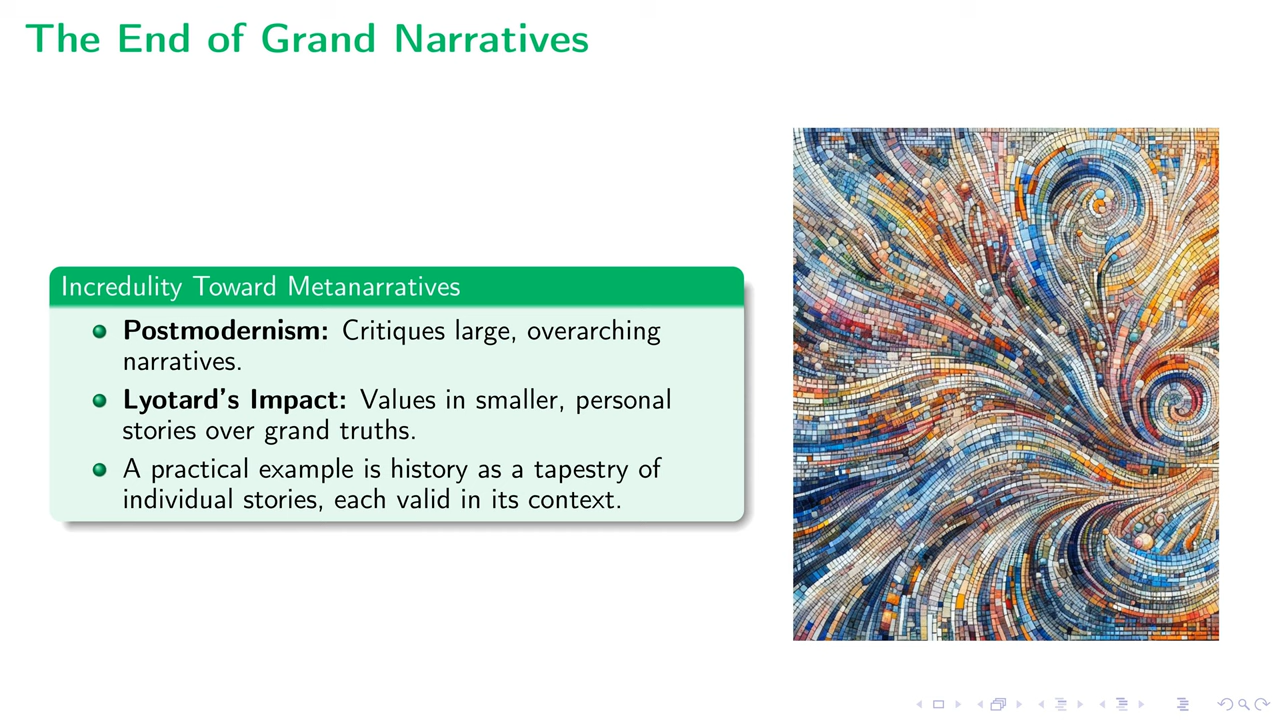 The End of Grand Narratives
Incredulity Toward Metanarratives
Postmodernism: Critiques large, overarching
narratives.
Lyotard's Impact: Values in smaller, personal
stories over grand truths.
A practical example is history as a tapestry of
individual stories, each valid in its context.